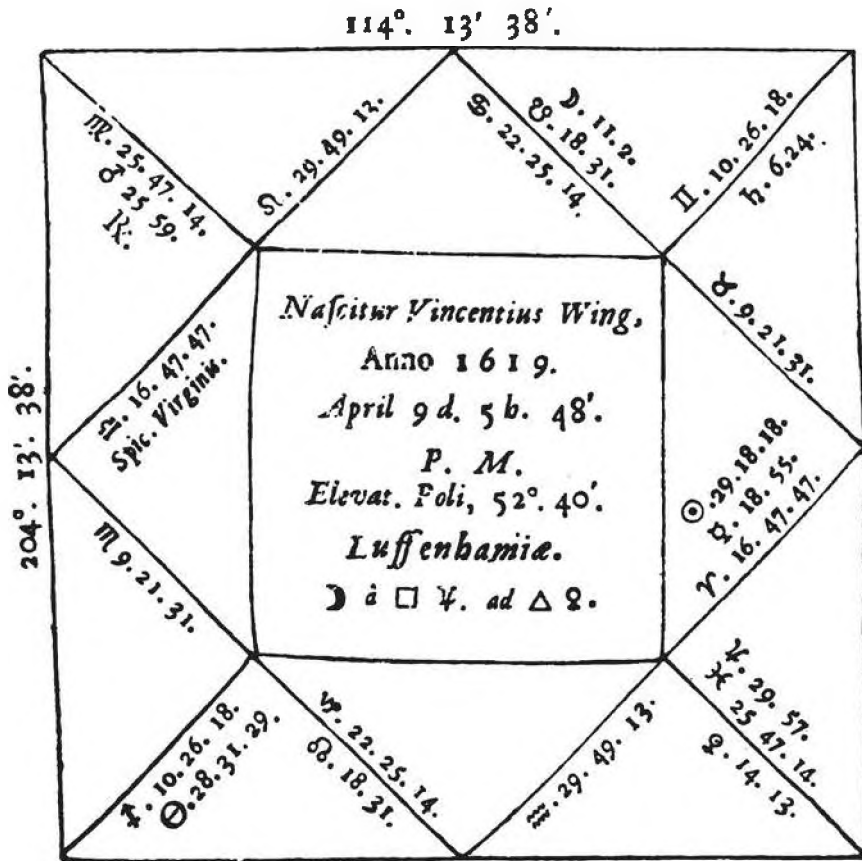 114°. 13' 38'.
♌. 29. 49. 13.
♋. 22. 25. 14.
☋. 18. 31.
☽. 11. 2.
♊. 10. 26. 18.
♄. 6.24.
♍. 25. 47. 14.
♂ 25 59.
℞.
♉. 9. 21. 31.
♎. 16. 47. 47.
Spic. Virginis.
204°. 13'. 38'.
Naſcitur Vincentius Wing,
Anno 1619.
April 9 d. 5 h. 48'.
P. M.
Elevat. Poli, 52°. 40'.
Luffenhamiæ.
☽ à □ ♃. ad △ ♀.
☉.29.18.18.
☿. 18. 55.
♈. 16. 47. 47.
♏ 9. 21. 31.
♐. 10. 26. 18.
⊖.28. 31. 29.
♑. 22. 25. 14.
☊. 18. 31.
♒. 29. 49. 13.
♃. 29. 57.
♓ 25 47. 14.
♀. 14. 13.